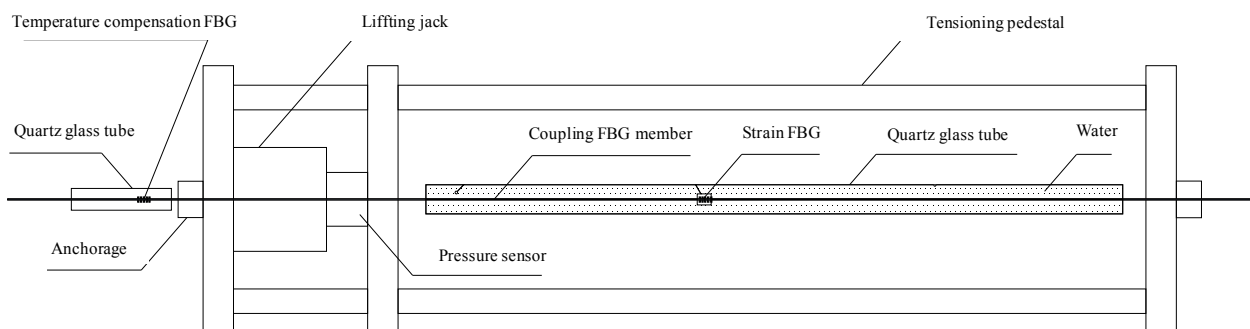 Temperature compensation FBG
Liffting jack
Tensioning pedestal
Quartz glass tube
Coupling FBG member
Strain FBG
Quartz glass tube
Water
Anchorage
Pressure sensor